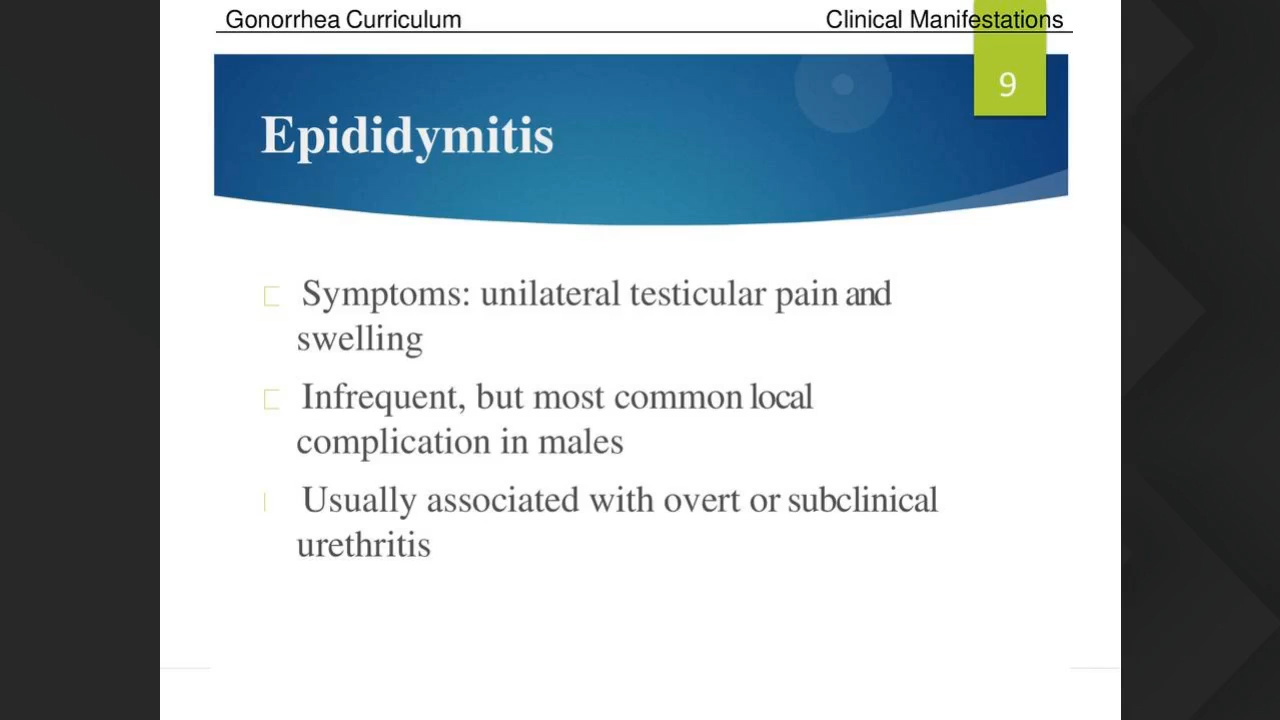 Gonorrhea Curriculum
Clinical Manifestations
9
Epididymitis
Symptoms: unilateral testicular pain and
swelling
Infrequent, but most common local
complication in males
Usually associated with overt or subclinical
urethritis